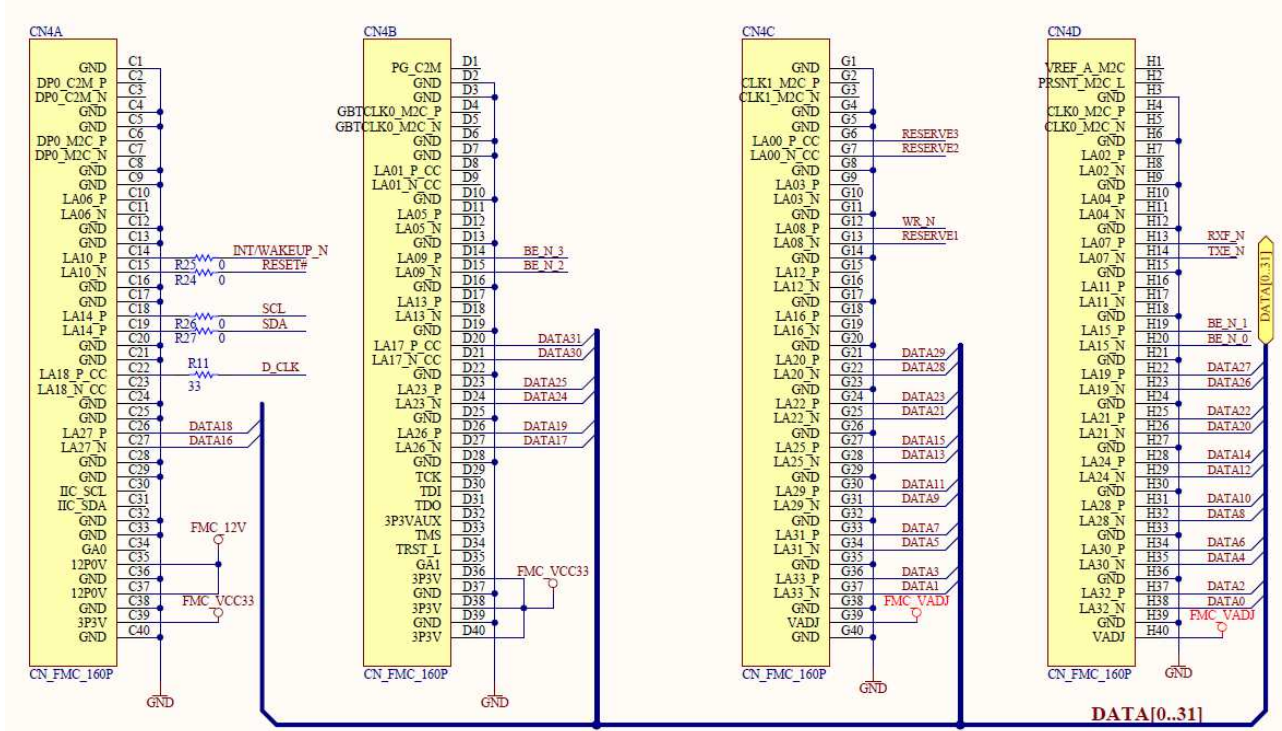 CN4A
GND C1
DP0_C2M_P C2
DP0_C2M_N C3
GND C4
GND C5
DP0_M2C_P C6
DP0_M2C_N C7
GND C8
GND C9
LA06_P C10
LA06_N C11
GND C12
GND C13
LA10_P C14 R25 0 INT/WAKEUP_N
LA10_N C15 R24 0 RESET#
GND C16
GND C17
LA14_P C18 R26 0 SCL
LA14_P C19 R27 0 SDA
GND C20
GND C21
LA18_P_CC C22 R11 33 D_CLK
LA18_N_CC C23
GND C24
GND C25
LA27_P C26 DATA18
LA27_N C27 DATA16
GND C28
GND C29
IIC_SCL C30
IIC_SDA C31
GND C32
GND C33
GA0 C34
12P0V C35 FMC_12V
GND C36
12P0V C37
GND C38
3P3V C39 FMC_VCC33
GND C40
CN_FMC_160P
GND
CN4B
PG_C2M D1
GND D2
GND D3
GBTCLK0_M2C_P D4
GBTCLK0_M2C_N D5
GND D6
GND D7
LA01_P_CC D8
LA01_N_CC D9
GND D10
LA05_P D11
LA05_N D12
GND D13
LA09_P D14 BE_N_3
LA09_N D15 BE_N_2
GND D16
LA13_P D17
LA13_N D18
GND D19
LA17_P_CC D20 DATA31
LA17_N_CC D21 DATA30
GND D22
LA23_P D23 DATA25
LA23_N D24 DATA24
GND D25
LA26_P D26 DATA19
LA26_N D27 DATA17
GND D28
TCK D29
TDI D30
TDO D31
3P3VAUX D32
TMS D33
TRST_L D34
GA1 D35
3P3V D36 FMC_VCC33
GND D37
3P3V D38
GND D39
3P3V D40
CN_FMC_160P
GND
CN4C
GND G1
CLK1_M2C_P G2
CLK1_M2C_N G3
GND G4
GND G5
LA00_P_CC G6 RESERVE3
LA00_N_CC G7 RESERVE2
GND G8
LA03_P G9
LA03_N G10
GND G11
LA08_P G12 WR_N
LA08_N G13 RESERVE1
GND G14
LA12_P G15
LA12_N G16
GND G17
LA16_P G18
LA16_N G19
GND G20
LA20_P G21 DATA29
LA20_N G22 DATA28
GND G23
LA22_P G24 DATA23
LA22_N G25 DATA21
GND G26
LA25_P G27 DATA15
LA25_N G28 DATA13
GND G29
LA29_P G30 DATA11
LA29_N G31 DATA9
GND G32
LA31_P G33 DATA7
LA31_N G34 DATA5
GND G35
LA33_P G36 DATA3
LA33_N G37 DATA1
GND G38
VADJ G39 FMC_VADJ
GND G40
CN_FMC_160P
GND
CN4D
VREF_A_M2C H1
PRSNT_M2C_L H2
GND H3
CLK0_M2C_P H4
CLK0_M2C_N H5
GND H6
LA02_P H7
LA02_N H8
GND H9
LA04_P H10
LA04_N H11
GND H12
LA07_P H13 RXF_N
LA07_N H14 TXE_N
GND H15
LA11_P H16
LA11_N H17
GND H18
LA15_P H19 BE_N_1
LA15_N H20 BE_N_0
GND H21
LA19_P H22 DATA27
LA19_N H23 DATA26
GND H24
LA21_P H25 DATA22
LA21_N H26 DATA20
GND H27
LA24_P H28 DATA14
LA24_N H29 DATA12
GND H30
LA28_P H31 DATA10
LA28_N H32 DATA8
GND H33
LA30_P H34 DATA6
LA30_N H35 DATA4
GND H36
LA32_P H37 DATA2
LA32_N H38 DATA0
GND H39
VADJ H40 FMC_VADJ
CN_FMC_160P
GND
DATA[0..31]
DATA[0..31]